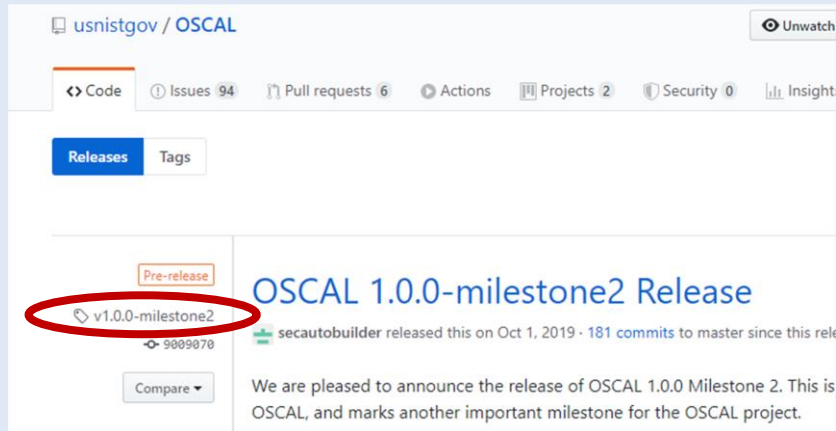 usnistgov / OSCAL
Unwatch
Code Issues 94 Pull requests 6 Actions Projects 2 Security 0
Releases Tags
Pre-release
OSCAL 1.0.0-milestone2 Release
v1.0.0-milestone2
secautobuilder released this on Oct 1, 2019 · 181 commits to master since this
9009070
Compare
We are pleased to announce the release of OSCAL 1.0.0 Milestone 2. This is
OSCAL, and marks another important milestone for the OSCAL project.